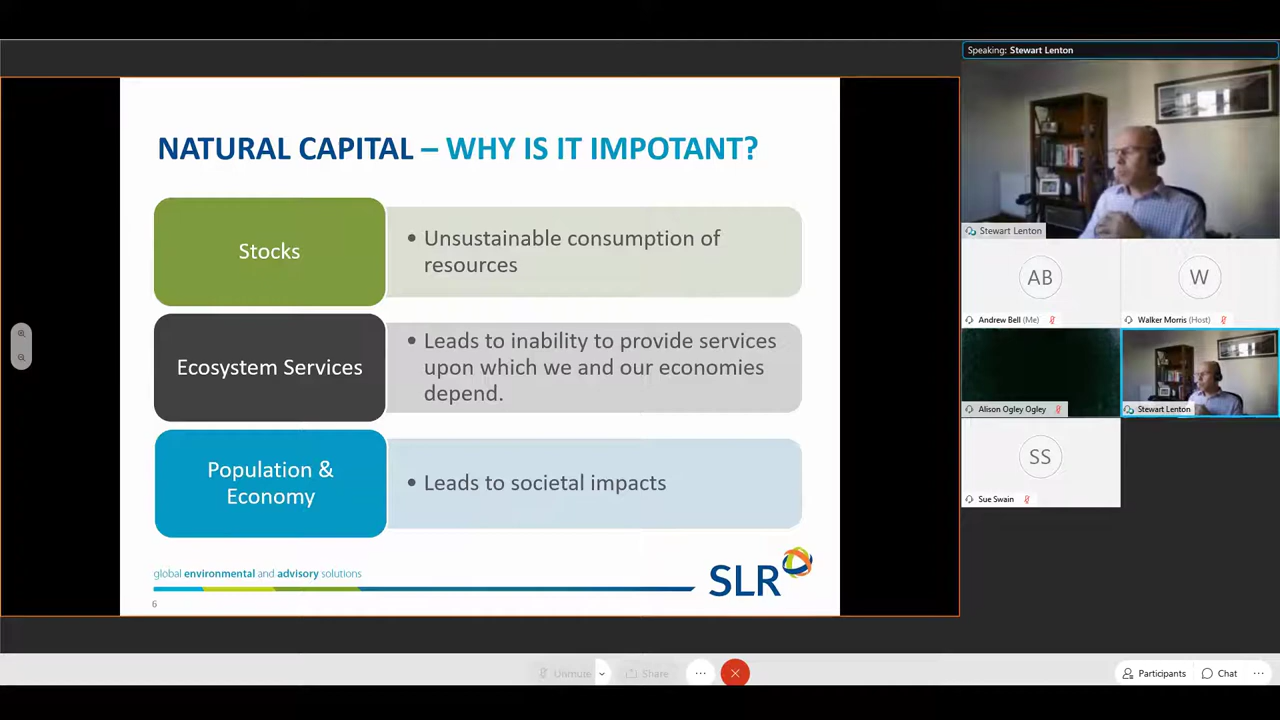 Speaking: Stewart Lenton
NATURAL CAPITAL – WHY IS IT IMPOTANT?
Stocks
• Unsustainable consumption of
resources
Ecosystem Services
• Leads to inability to provide services
upon which we and our economies
depend.
Population &
Economy
• Leads to societal impacts
global environmental and advisory solutions
SLR
6
Stewart Lenton
AB
Andrew Bell (Me)
W
Walker Morris (Host)
Alison Ogley Ogley
Stewart Lenton
SS
Sue Swain
Unmute
Share
Participants
Chat